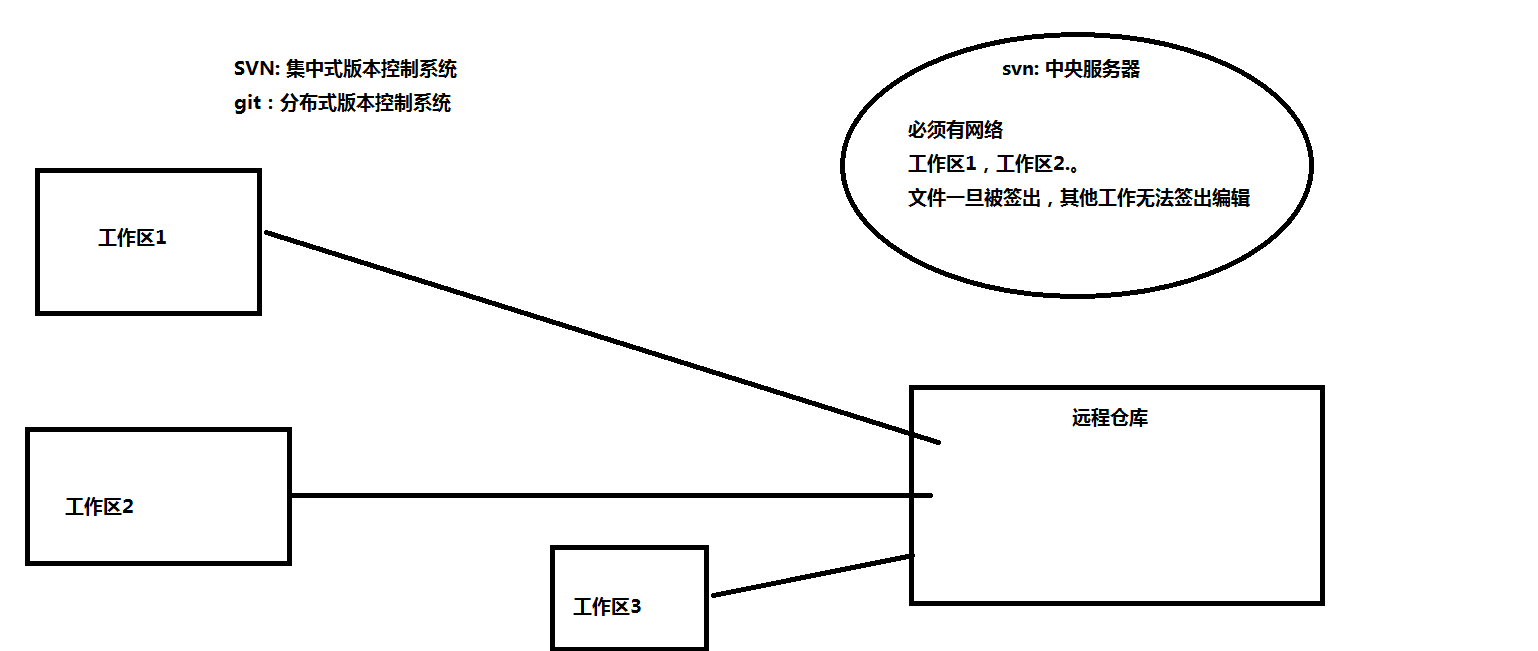 SVN: 集中式版本控制系统
git：分布式版本控制系统
svn: 中央服务器
必须有网络
工作区1，工作区2.。
文件一旦被签出，其他工作无法签出编辑
工作区1
远程仓库
工作区2
工作区3